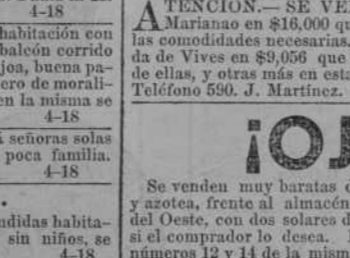 4-18
habitación con
balcón corrido
joa, buena pa-
ero de morali-
en la misma se
4-18
á señoras solas
poca familia.
4-18
ndidas habita-
sin niños, se
4-18
ATENCION.— SE VE
Marianao en $16,000 qu
las comodidades necesarias.
da de Vives en $9,056 que
de ellas, y otras más en esta
Teléfono 590. J. Martínez.
¡OJ
Se venden muy baratas
y azotea, frente al almacén
del Oeste, con dos solares d
si el comprador lo desea.
números 12 y 14 de la mism